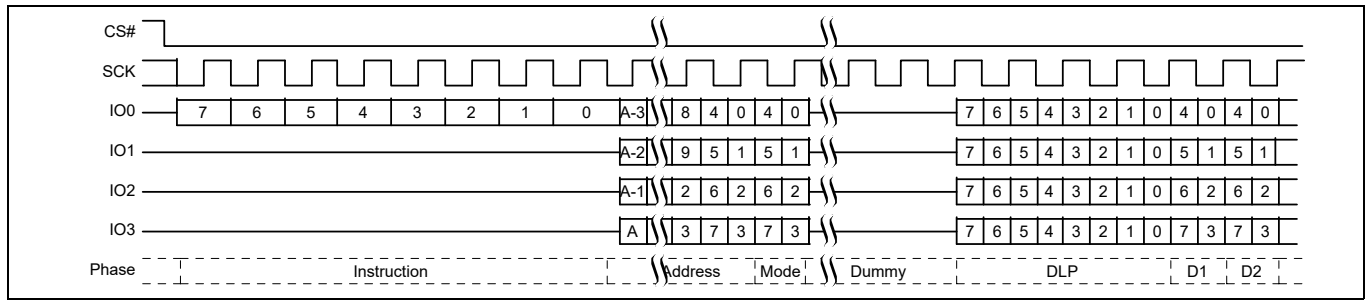 CS#
SCK
IO0 7 6 5 4 3 2 1 0 A-3 8 4 0 4 0 7 6 5 4 3 2 1 0 4 0 4 0
IO1 A-2 9 5 1 5 1 7 6 5 4 3 2 1 0 5 1 5 1
IO2 A-1 2 6 2 6 2 7 6 5 4 3 2 1 0 6 2 6 2
IO3 A 3 7 3 7 3 7 6 5 4 3 2 1 0 7 3 7 3
Phase Instruction Address Mode Dummy DLP D1 D2